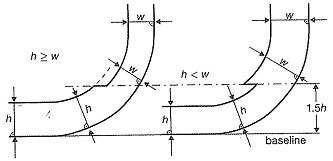 w w
h ≥ w h < w
w w
h h h h 1.5h
baseline